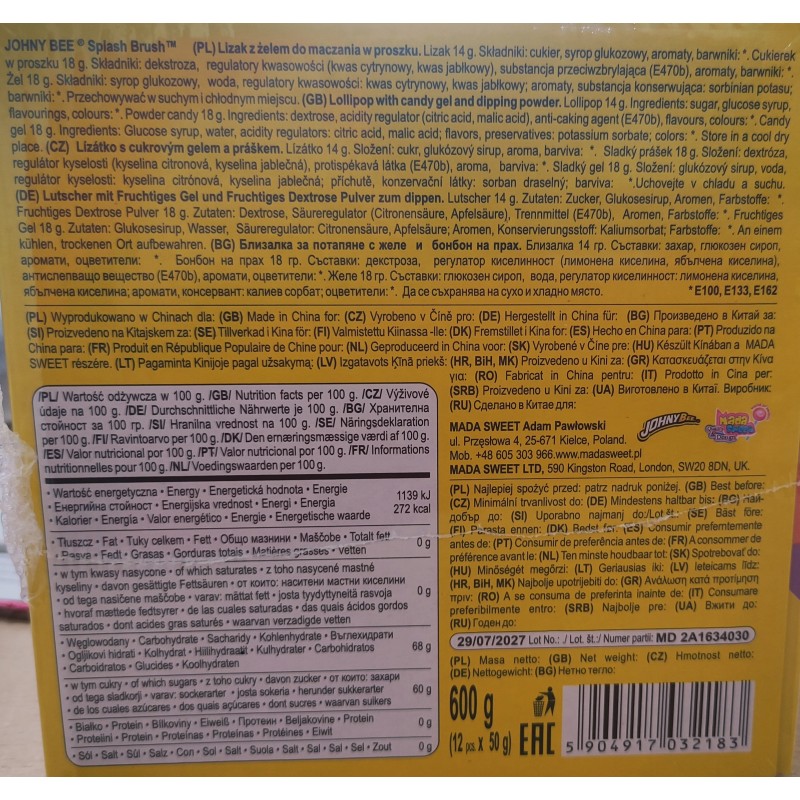 JOHNY BEE® Splash Brush™ (PL) Lizak z żelem do maczania w proszku. Lizak 14 g. Składniki: cukier, syrop glukozowy, aromaty, barwniki: *. Cukierek
w proszku 18 g. Składniki: dekstroza, regulatory kwasowości (kwas cytrynowy, kwas jabłkowy), substancja przeciwzbrylająca (E470b), aromaty, barwniki: *.
Żel 18 g. Składniki: syrop glukozowy, woda, regulatory kwasowości: kwas cytrynowy, kwas jabłkowy; aromaty, substancja konserwująca: sorbinian potasu;
barwniki: *. Przechowywać w suchym i chłodnym miejscu. (GB) Lollipop with candy gel and dipping powder. Lollipop 14 g. Ingredients: sugar, glucose syrup,
flavourings, colours: *. Powder candy 18 g. Ingredients: dextrose, acidity regulator (citric acid, malic acid), anti-caking agent (E470b), flavours, colours: *. Candy
gel 18 g. Ingredients: Glucose syrup, water, acidity regulators: citric acid, malic acid; flavors, preservatives: potassium sorbate; colors: *. Store in a cool dry
place. (CZ) Lízátko s cukrovým gelem a práškem. Lízátko 14 g. Složení: cukr, glukózový sirup, aroma, barviva: *. Sladký prášek 18 g. Složení: dextróza,
regulátor kyselosti (kyselina citronová, kyselina jablečná), protispékavá látka (E470b), aroma, barviva: *. Sladký gel 18 g. Složení: glukózový sirup, voda,
regulátor kyselosti: kyselina citrónová, kyselina jablečná; příchutě, konzervační látky: sorban draselný; barviva: *.Uchovejte v chladu a suchu.
(DE) Lutscher mit Fruchtiges Gel und Fruchtiges Dextrose Pulver zum dippen. Lutscher 14 g. Zutaten: Zucker, Glukosesirup, Aromen, Farbstoffe: *.
Fruchtiges Dextrose Pulver 18 g. Zutaten: Dextrose, Säureregulator (Citronensäure, Apfelsäure), Trennmittel (E470b), Aromen, Farbstoffe: *. Fruchtiges
Gel 18 g. Zutaten: Glukosesirup, Wasser, Säureregulator: Citronensäure, Apfelsäure; Aromen, Konservierungsstoff: Kaliumsorbat; Farbstoffe: *. An einem
kühlen, trockenen Ort aufbewahren. (BG) Близалка за потапяне с желе и бонбон на прах. Близалка 14 гр. Съставки: захар, глюкозен сироп,
аромати, оцветители: *. Бонбон на прах 18 гр. Съставки: декстроза, регулатор киселинност (лимонена киселина, ябълчена киселина),
антислепващо вещество (E470b), аромати, оцветители: *. Желе 18 гр. Съставки: глюкозен сироп, вода, регулатор киселинност: лимонена киселина,
ябълчена киселина; аромати, консервант: калиев сорбат; оцветители: *. Да се съхранява на сухо и хладно място. *E100, E133, E162
(PL) Wyprodukowano w Chinach dla: (GB) Made in China for: (CZ) Vyrobeno v Číně pro: (DE) Hergestellt in China für: (BG) Произведено в Китай за:
(SI) Proizvedeno na Kitajskem za: (SE) Tillverkad i Kina för: (FI) Valmistettu Kiinassa -lle: (DK) Fremstillet i Kina for: (ES) Hecho en China para: (PT) Produzido na
China para: (FR) Produit en République Populaire de Chine pour: (NL) Geproduceerd in China voor: (SK) Vyrobené v Číne pre: (HU) Készült Kínában a MADA
SWEET részére. (LT) Pagaminta Kinijoje pagal užsakymą: (LV) Izgatavots Ķīnā priekš: (HR, BiH, MK) Proizvedeno u Kini za: (GR) Κατασκευάζεται στην Κίνα
για: (RO) Fabricat in China pentru: (IT) Prodotto in Cina per:
(SRB) Proizvedeno u Kini za: (UA) Виготовлено в Китаї. Виробник:
(RU) Сделано в Китае для:
MADA SWEET Adam Pawłowski
ul. Przęsłowa 4, 25-671 Kielce, Poland.
Mob. +48 605 303 966 www.madasweet.pl
MADA SWEET LTD, 590 Kingston Road, London, SW20 8DN, UK.
JOHNY BEE
Mada
/PL/ Wartość odżywcza w 100 g. /GB/ Nutrition facts per 100 g. /CZ/ Výživové
údaje na 100 g. /DE/ Durchschnittliche Nährwerte je 100 g. /BG/ Хранителна
стойност за 100 гр. /SI/ Hranilna vrednost na 100 g. /SE/ Näringsdeklaration
per 100 g. /FI/ Ravintoarvo per 100 g. /DK/ Den ernæringsmæssige værdi af 100 g.
/ES/ Valor nutricional por 100 g. /PT/ Valor nutricional por 100 g. /FR/ Informations
nutritionnelles pour 100 g. /NL/ Voedingswaarden per 100 g.
• Wartość energetyczna • Energy • Energetická hodnota • Energie
• Енергийна стойност • Energijska vrednost • Energi • Energia
• Kalorier • Energia • Valor energético • Energie • Energetische waarde
1139 kJ
272 kcal
• Tłuszcz • Fat • Tuky celkem • Fett • Общо мазнини • Maščobe • Totalt fett
• Rasva • Fedt • Grasas • Gorduras totais • Matières grasses • vetten
0 g
w tym kwasy nasycone • of which saturates • z toho nasycené mastné
kyseliny • davon gesättigte Fettsäuren • от които: наситени мастни киселини
• od tega nasičene maščobe • varav: mättat fett • josta tyydyttyneitä rasvoja
• hvoraf mættede fedtsyrer • de las cuales saturadas • das quais ácidos gordos
saturados • dont acides gras saturés • waarvan verzadigde vetten
0 g
• Węglowodany • Carbohydrate • Sacharidy • Kohlenhydrate • Въглехидрати
• Ogljikovi hidrati • Kolhydrat • Hiilihydraatit • Kulhydrater • Carbohidratos
• Carboidratos • Glucides • Koolhydraten
68 g
w tym cukry • of which sugars • z toho cukry • davon zucker • от които: захари
• od tega sladkorji • varav: sockerarter • josta sokeria • herunder sukkerarter
• de los cuales azúcares • dos quais açúcares • dont sucres • waarvan suikers
60 g
• Białko • Protein • Bílkoviny • Eiweiß • Протеини • Beljakovine • Protein
• Proteiini • Protein • Proteínas • Proteínas • Protéines • Eiwit
0 g
• Sól • Salt • Sůl • Salz • Сол • Sol • Salt • Suola • Salt • Sal • Sal • Sel • Zout
0 g
(PL) Najlepiej spożyć przed: patrz nadruk poniżej. (GB) Best before:
(CZ) Minimální trvanlivost do: (DE) Mindestens haltbar bis: (BG) Най-
добър до: (SI) Uporabno najmanj do:/Lot št.: (SE) Bäst före:
(FI) Parasta ennen: (DK) Bedst før: (ES) Consumir preferntemente
antes de: (PT) Consumir de preferência antes de: (FR) A consommer de
préférence avant le: (NL) Ten minste houdbaar tot: (SK) Spotrebovať do:
(HU) Minőségét megőrzi: (LT) Geriausias iki: (LV) Ieteicams līdz:
(HR, BiH, MK) Najbolje upotrijebiti do: (GR) Ανάλωση κατά προτίμηση
πριν: (RO) A se consuma de preferinta inainte de: (IT) Consumare
preferibilmente entro: (SRB) Najbolje pre: (UA) Вжити до:
(RU) Годен до:
29/07/2027 Lot No.: ./ Lot. št./ Numer partii: MD 2A1634030
(PL) Masa netto: (GB) Net weight: (CZ) Hmotnost netto:
(DE) Nettogewicht: (BG) Нетно тегло:
600 g
(12 pcs. x 50 g)
EAC
5 904917 032183